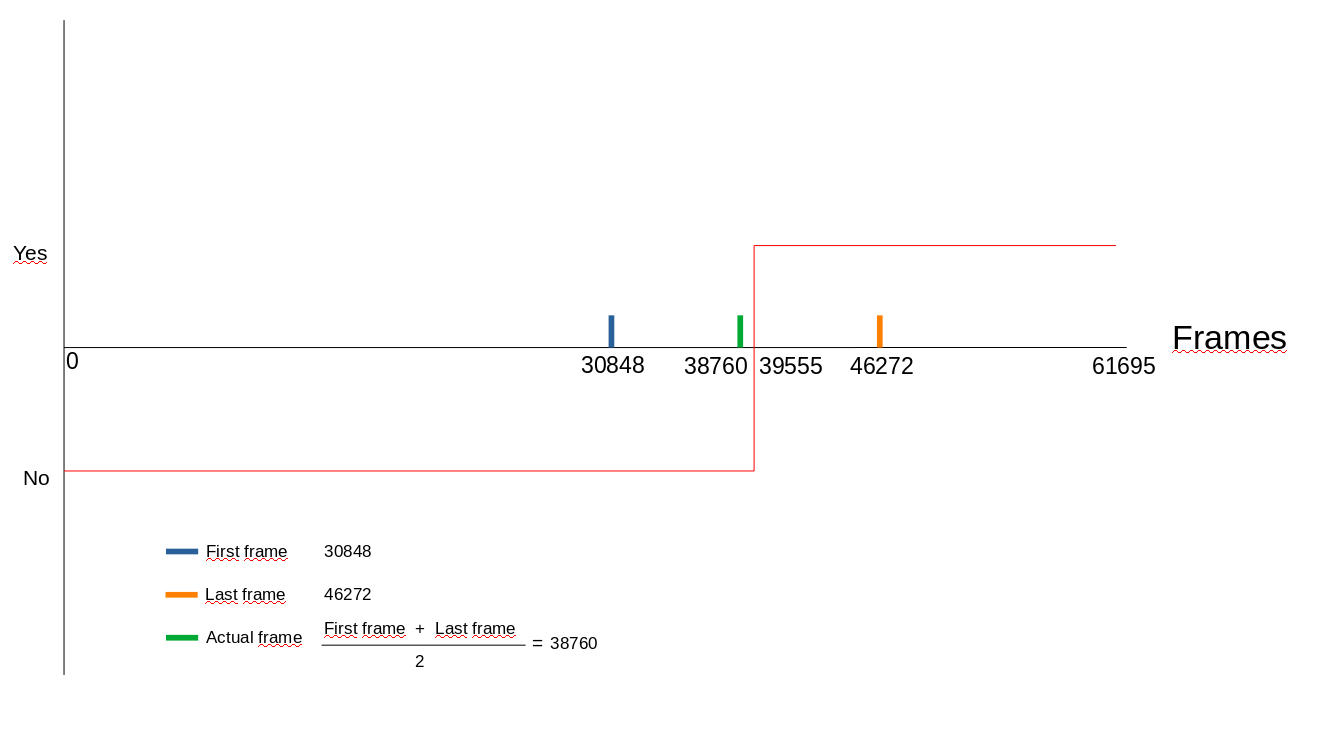 Yes
Frames
0
30848
38760
39555
46272
61695
No
First frame 30848
Last frame 46272
Actual frame
First frame + Last frame
2
= 38760